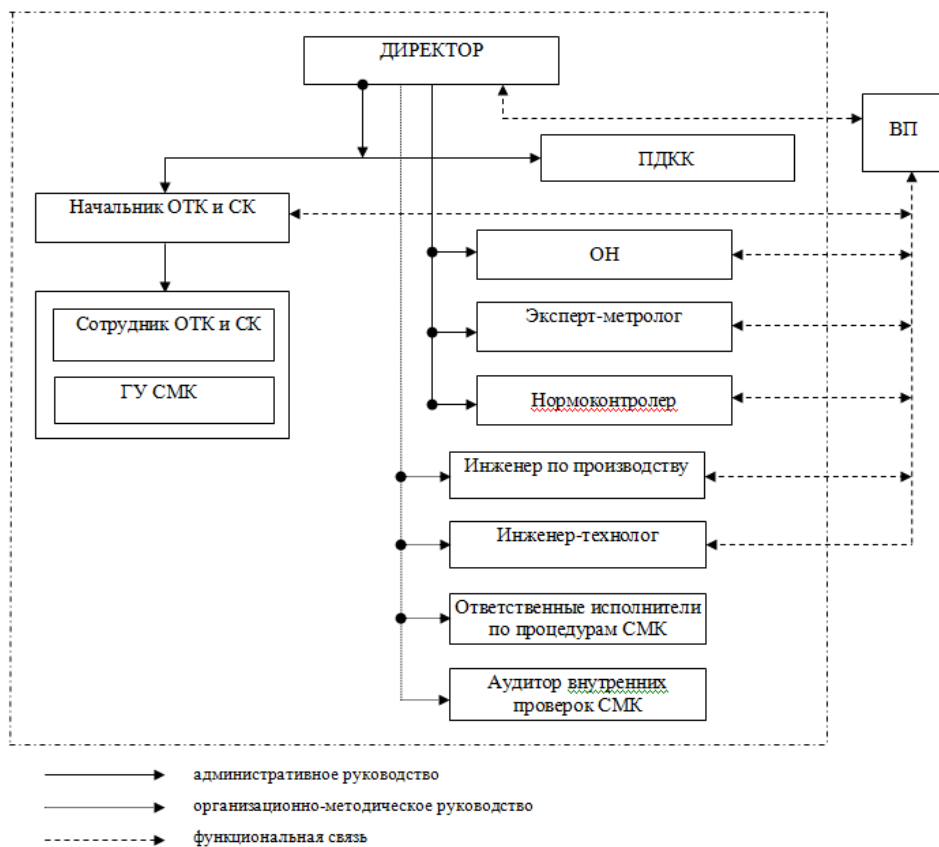 ДИРЕКТОР
ВП
ПДКК
Начальник ОТК и СК
ОН
Сотрудник ОТК и СК
Эксперт-метролог
ГУ СМК
Нормоконтролер
Инженер по производству
Инженер-технолог
Ответственные исполнители
по процедурам СМК
Аудитор внутренних
проверок СМК
административное руководство
организационно-методическое руководство
функциональная связь